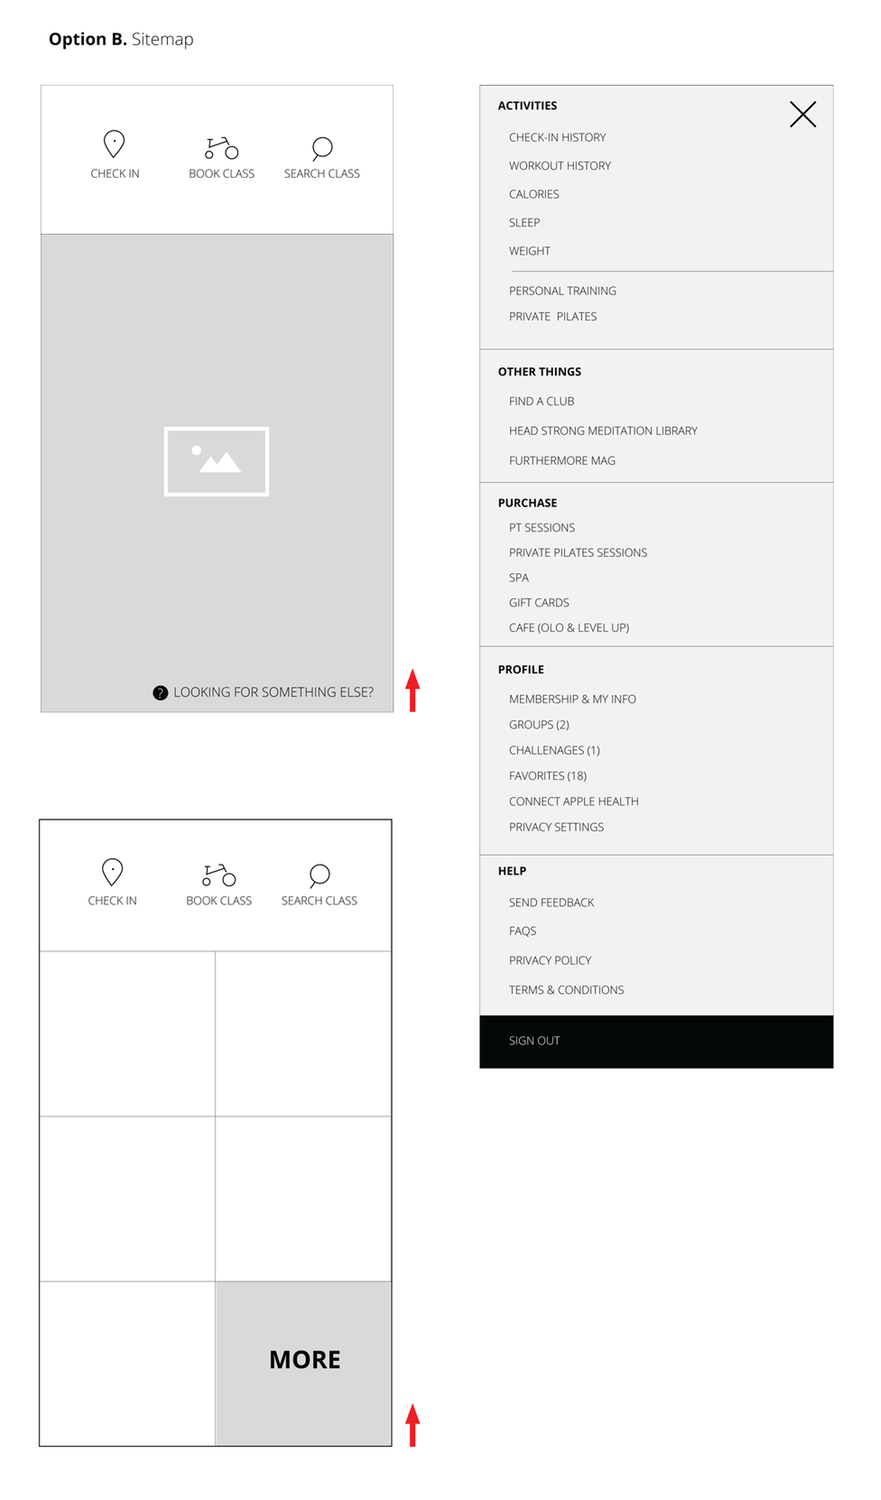 Option B. Sitemap
CHECK IN
BOOK CLASS
SEARCH CLASS
? LOOKING FOR SOMETHING ELSE?
CHECK IN
BOOK CLASS
SEARCH CLASS
MORE
ACTIVITIES
CHECK-IN HISTORY
WORKOUT HISTORY
CALORIES
SLEEP
WEIGHT
PERSONAL TRAINING
PRIVATE PILATES
OTHER THINGS
FIND A CLUB
HEAD STRONG MEDITATION LIBRARY
FURTHERMORE MAG
PURCHASE
PT SESSIONS
PRIVATE PILATES SESSIONS
SPA
GIFT CARDS
CAFE (OLO & LEVEL UP)
PROFILE
MEMBERSHIP & MY INFO
GROUPS (2)
CHALLENAGES (1)
FAVORITES (18)
CONNECT APPLE HEALTH
PRIVACY SETTINGS
HELP
SEND FEEDBACK
FAQS
PRIVACY POLICY
TERMS & CONDITIONS
SIGN OUT